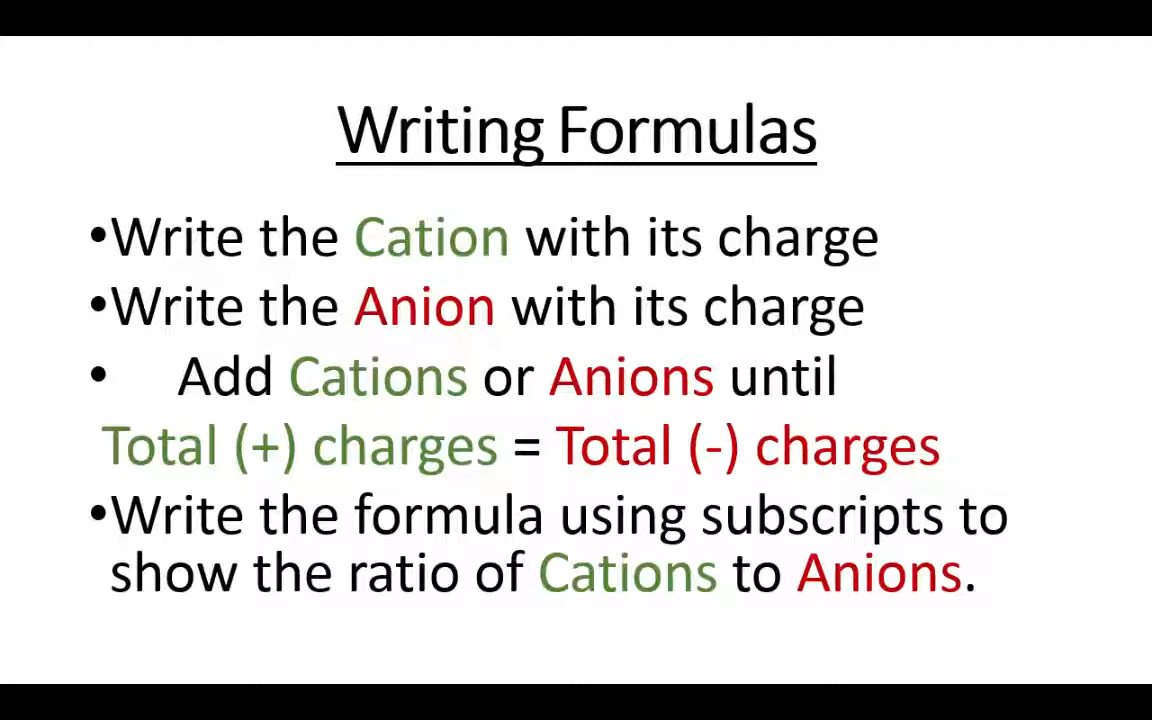 Writing Formulas
•Write the Cation with its charge
•Write the Anion with its charge
• Add Cations or Anions until
Total (+) charges = Total (-) charges
•Write the formula using subscripts to
show the ratio of Cations to Anions.